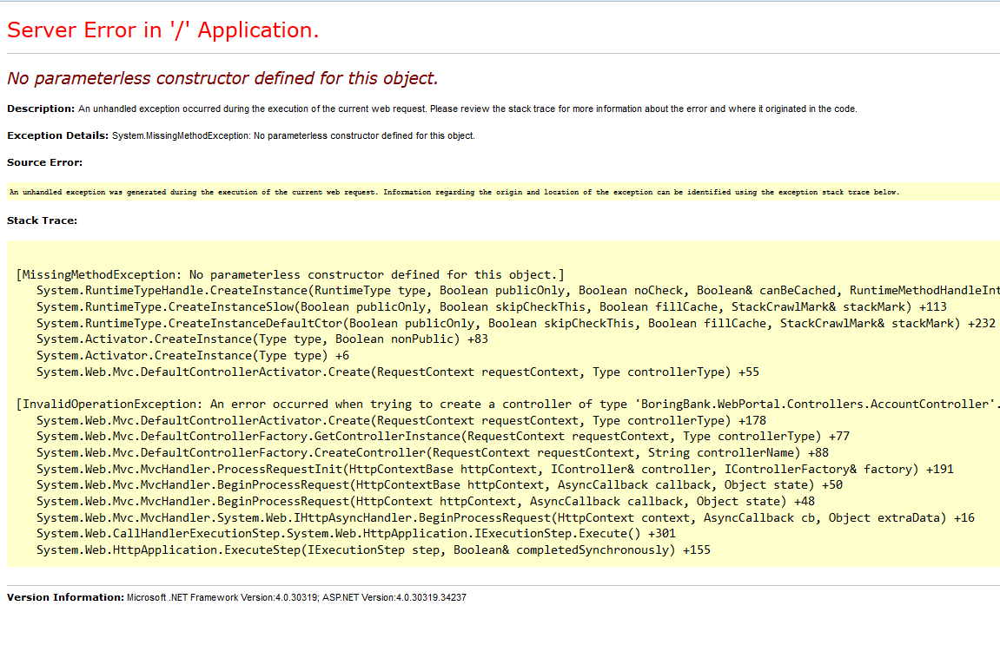 Server Error in '/' Application.
No parameterless constructor defined for this object.
Description: An unhandled exception occurred during the execution of the current web request. Please review the stack trace for more information about the error and where it originated in the code.
Exception Details: System.MissingMethodException: No parameterless constructor defined for this object.
Source Error:
An unhandled exception was generated during the execution of the current web request. Information regarding the origin and location of the exception can be identified using the exception stack trace below.
Stack Trace:
[MissingMethodException: No parameterless constructor defined for this object.]
System.RuntimeTypeHandle.CreateInstance(RuntimeType type, Boolean publicOnly, Boolean noCheck, Boolean& canBeCached, RuntimeMethodHandleInt
System.RuntimeType.CreateInstanceSlow(Boolean publicOnly, Boolean skipCheckThis, Boolean fillCache, StackCrawlMark& stackMark) +113
System.RuntimeType.CreateInstanceDefaultCtor(Boolean publicOnly, Boolean skipCheckThis, Boolean fillCache, StackCrawlMark& stackMark) +232
System.Activator.CreateInstance(Type type, Boolean nonPublic) +83
System.Activator.CreateInstance(Type type) +6
System.Web.Mvc.DefaultControllerActivator.Create(RequestContext requestContext, Type controllerType) +55
[InvalidOperationException: An error occurred when trying to create a controller of type 'BoringBank.WebPortal.Controllers.AccountController'.
System.Web.Mvc.DefaultControllerActivator.Create(RequestContext requestContext, Type controllerType) +178
System.Web.Mvc.DefaultControllerFactory.GetControllerInstance(RequestContext requestContext, Type controllerType) +77
System.Web.Mvc.DefaultControllerFactory.CreateController(RequestContext requestContext, String controllerName) +88
System.Web.Mvc.MvcHandler.ProcessRequestInit(HttpContextBase httpContext, IController& controller, IControllerFactory& factory) +191
System.Web.Mvc.MvcHandler.BeginProcessRequest(HttpContextBase httpContext, AsyncCallback callback, Object state) +50
System.Web.Mvc.MvcHandler.BeginProcessRequest(HttpContext httpContext, AsyncCallback callback, Object state) +48
System.Web.Mvc.MvcHandler.System.Web.IHttpAsyncHandler.BeginProcessRequest(HttpContext context, AsyncCallback cb, Object extraData) +16
System.Web.CallHandlerExecutionStep.System.Web.HttpApplication.IExecutionStep.Execute() +301
System.Web.HttpApplication.ExecuteStep(IExecutionStep step, Boolean& completedSynchronously) +155
Version Information: Microsoft .NET Framework Version:4.0.30319; ASP.NET Version:4.0.30319.34237